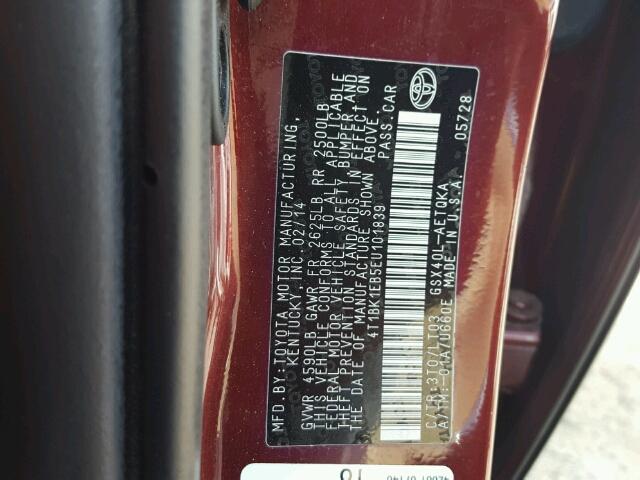 MFD. BY: TOYOTA MOTOR MANUFACTURING,
KENTUCKY, INC. 02/14
GVWR 4590LB GAWR FR 2625LB RR 2500LB
THIS VEHICLE CONFORMS TO ALL APPLICABLE
FEDERAL MOTOR VEHICLE SAFETY, BUMPER, AND
THEFT PREVENTION STANDARDS IN EFFECT ON
THE DATE OF MANUFACTURE SHOWN ABOVE.
4T1BK1EB5EU101839 PASS.CAR
C/TR:3T0/LT03 GSX40L-AETQKA
A/TM:-01A/U660E MADE IN U.S.A. 05728